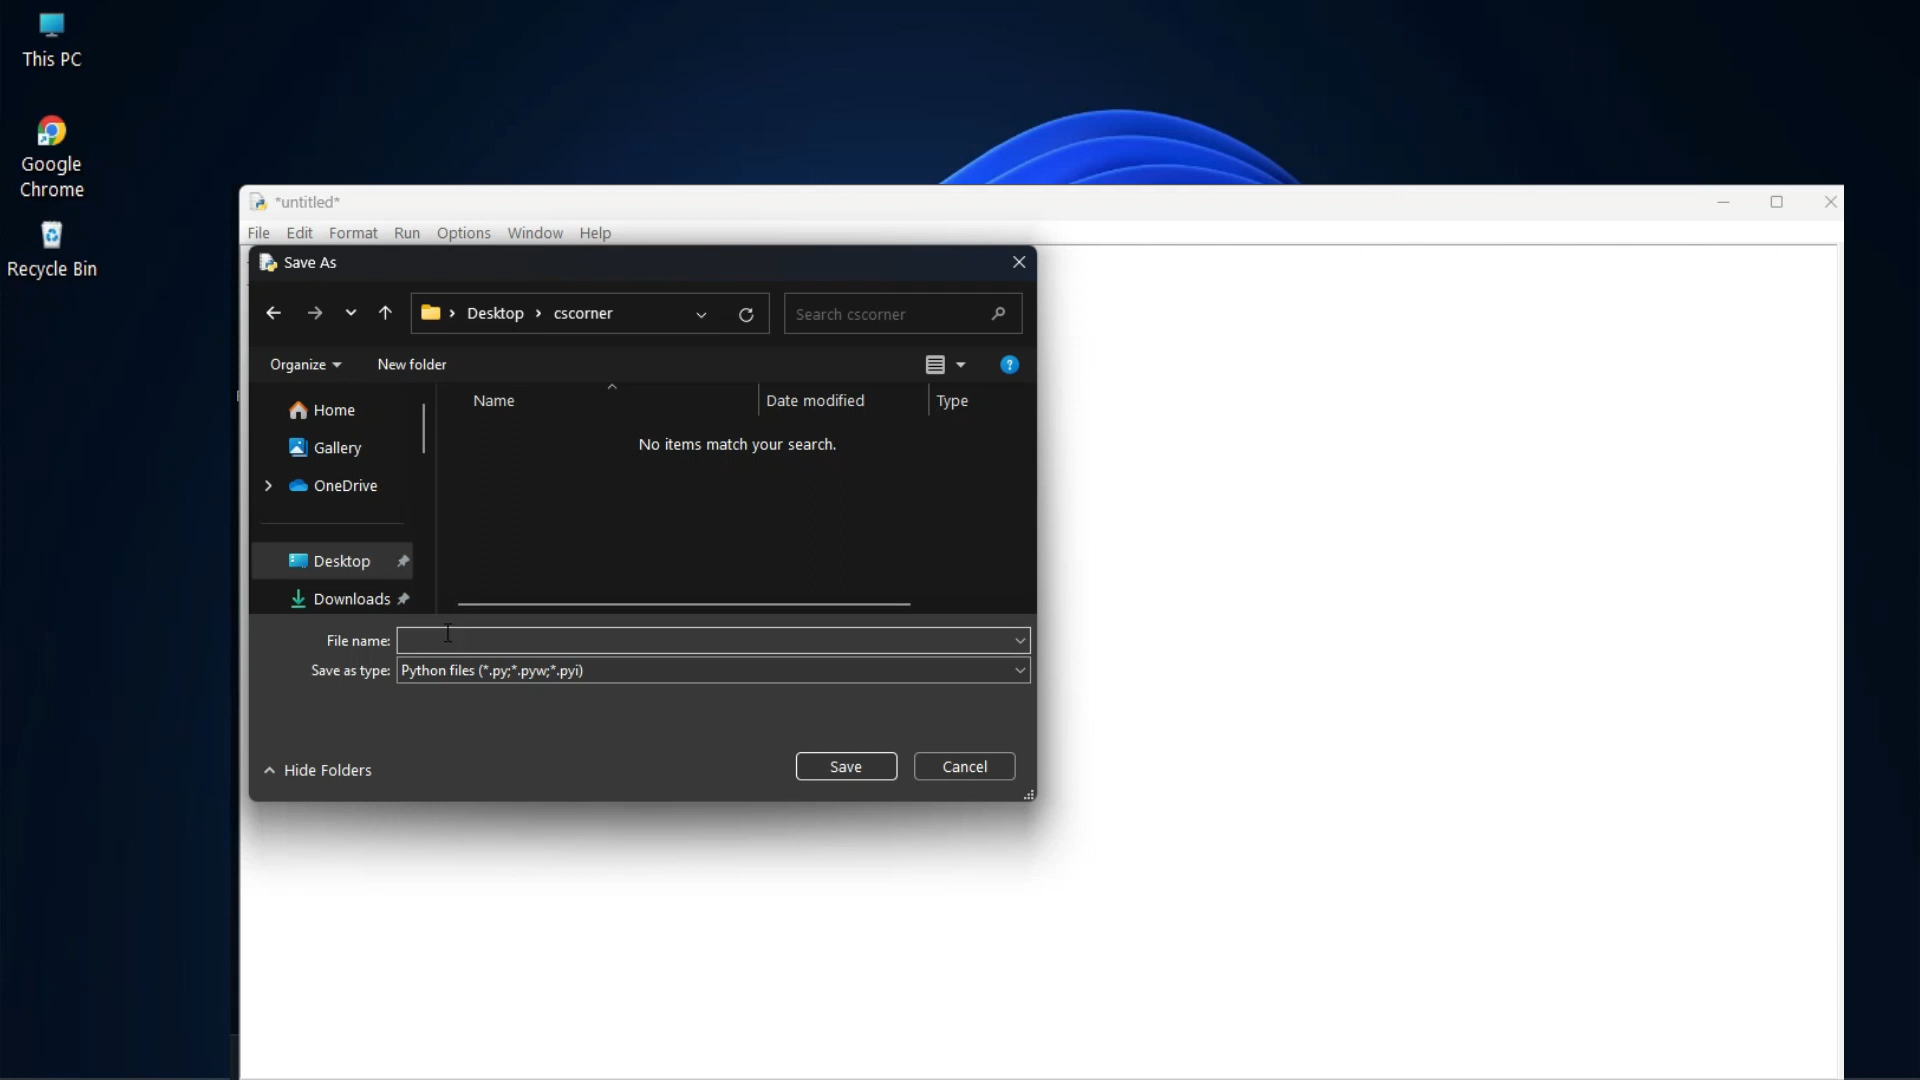 This PC
Google
Chrome
Recycle Bin
*untitled*
File Edit Format Run Options Window Help
Save As
Desktop cscorner
Search cscorner
Organize New folder
Name Date modified Type
No items match your search.
Home
Gallery
OneDrive
Desktop
Downloads
File name:
Save as type: Python files (*.py;*.pyw;*.pyi)
Hide Folders
Save Cancel